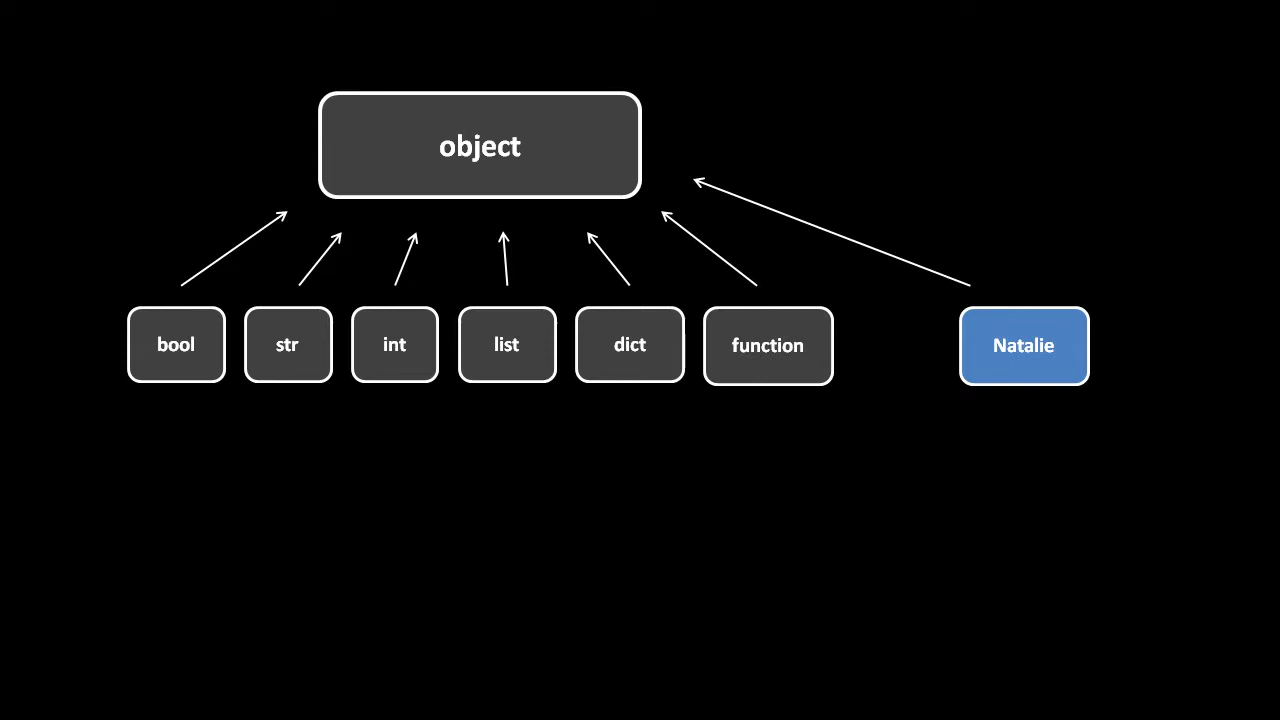 object
bool
str
int
list
dict
function
Natalie